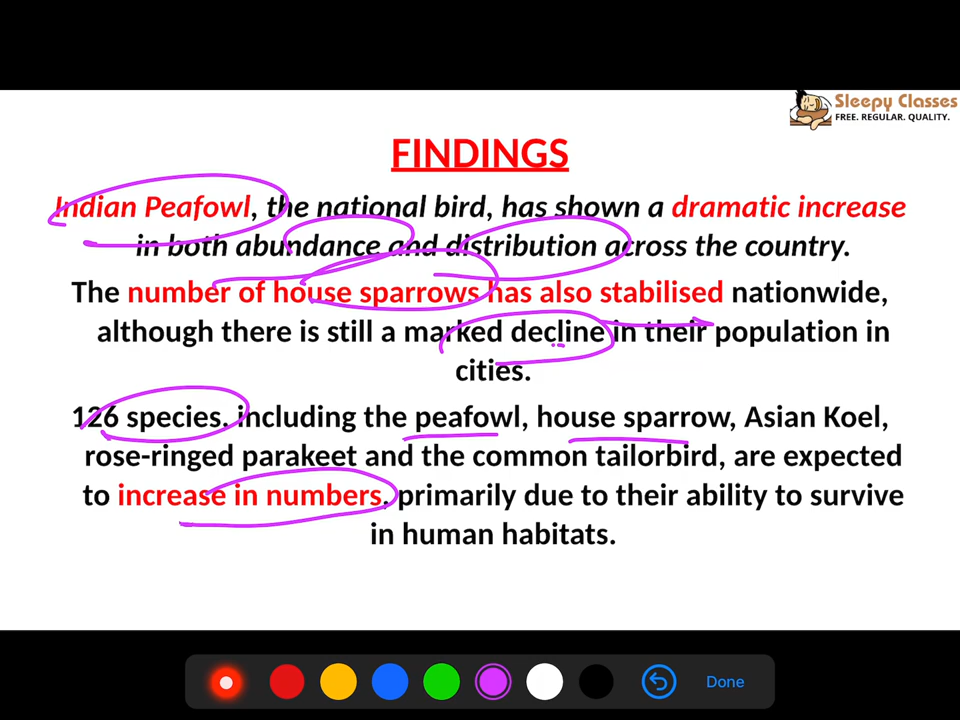 Sleepy Classes
FREE. REGULAR. QUALITY.
FINDINGS
Indian Peafowl, the national bird, has shown a dramatic increase
in both abundance and distribution across the country.
The number of house sparrows has also stabilised nationwide,
although there is still a marked decline in their population in
cities.
126 species, including the peafowl, house sparrow, Asian Koel,
rose-ringed parakeet and the common tailorbird, are expected
to increase in numbers, primarily due to their ability to survive
in human habitats.
Done